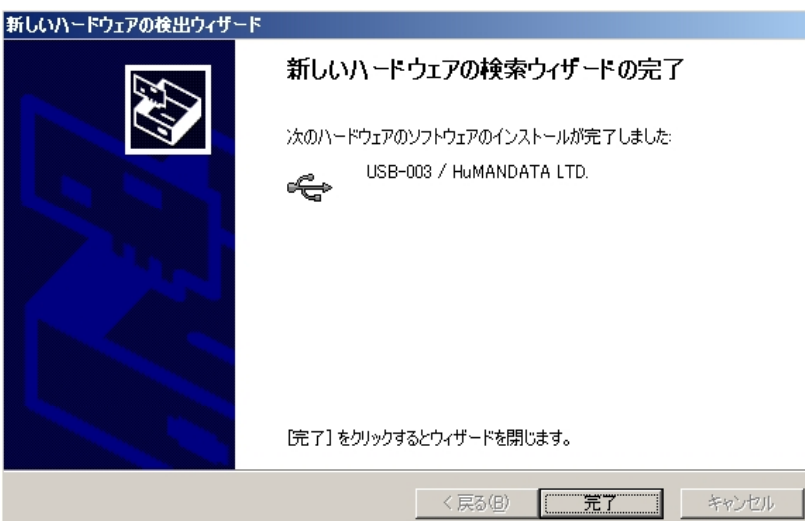 新しいハードウェアの検出ウィザード
新しいハードウェアの検索ウィザードの完了
次のハードウェアのソフトウェアのインストールが完了しました:
USB-003 / HuMANDATA LTD.
[完了] をクリックするとウィザードを閉じます。
< 戻る(B) 完了 キャンセル